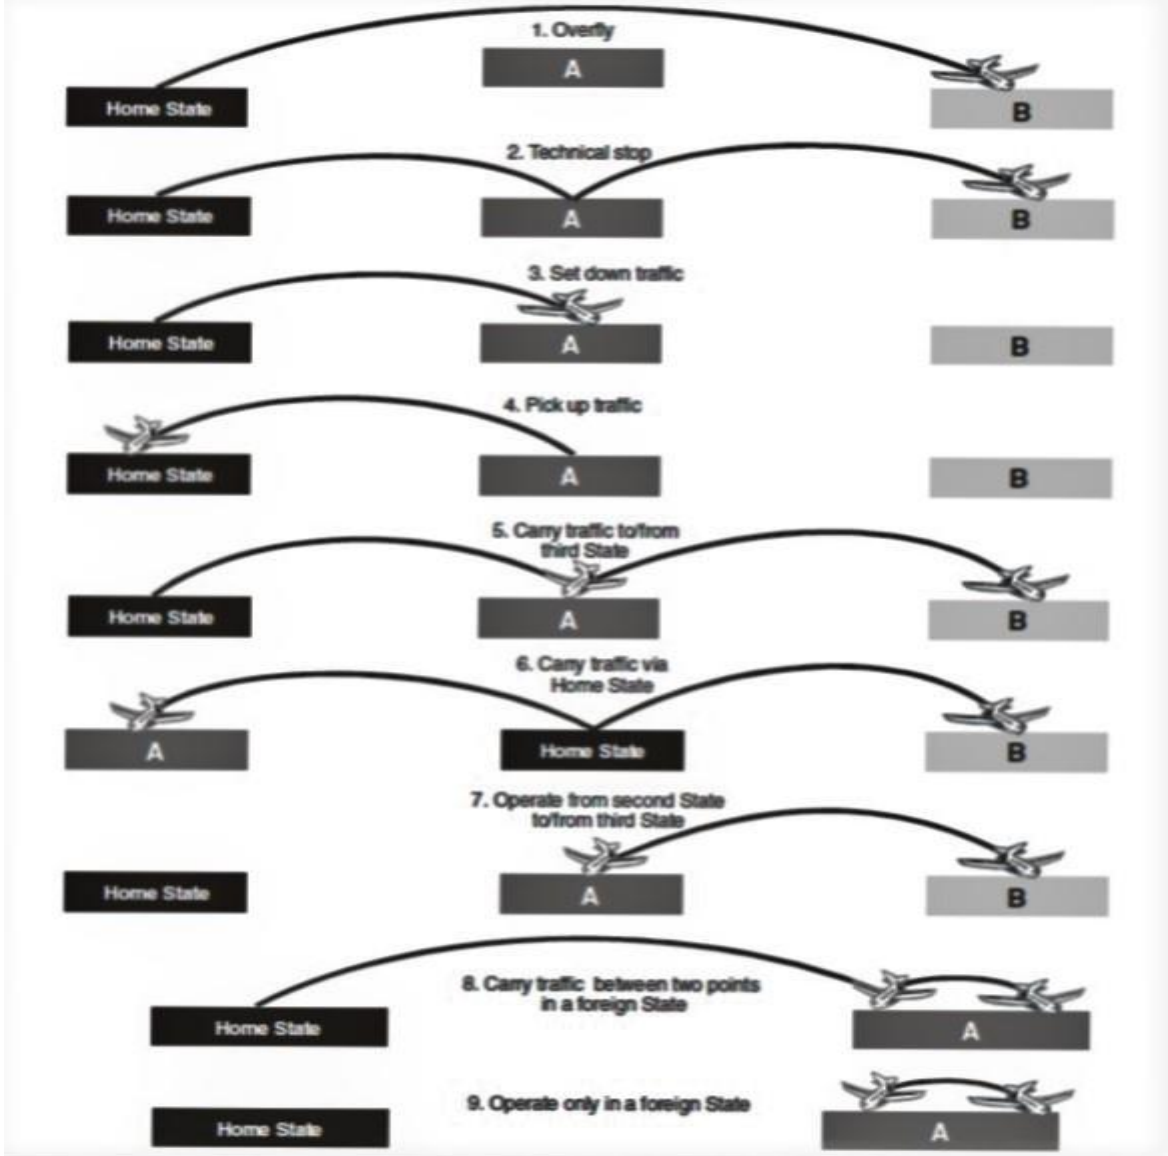 1. Overfly
A
Home State
B
2. Technical stop
Home State
A
B
3. Set down traffic
Home State
A
B
4. Pick up traffic
Home State
A
B
5. Carry traffic to/from
third State
Home State
A
B
6. Carry traffic via
Home State
A
Home State
B
7. Operate from second State
to/from third State
Home State
A
B
8. Carry traffic between two points
in a foreign State
Home State
A
9. Operate only in a foreign State
Home State
A